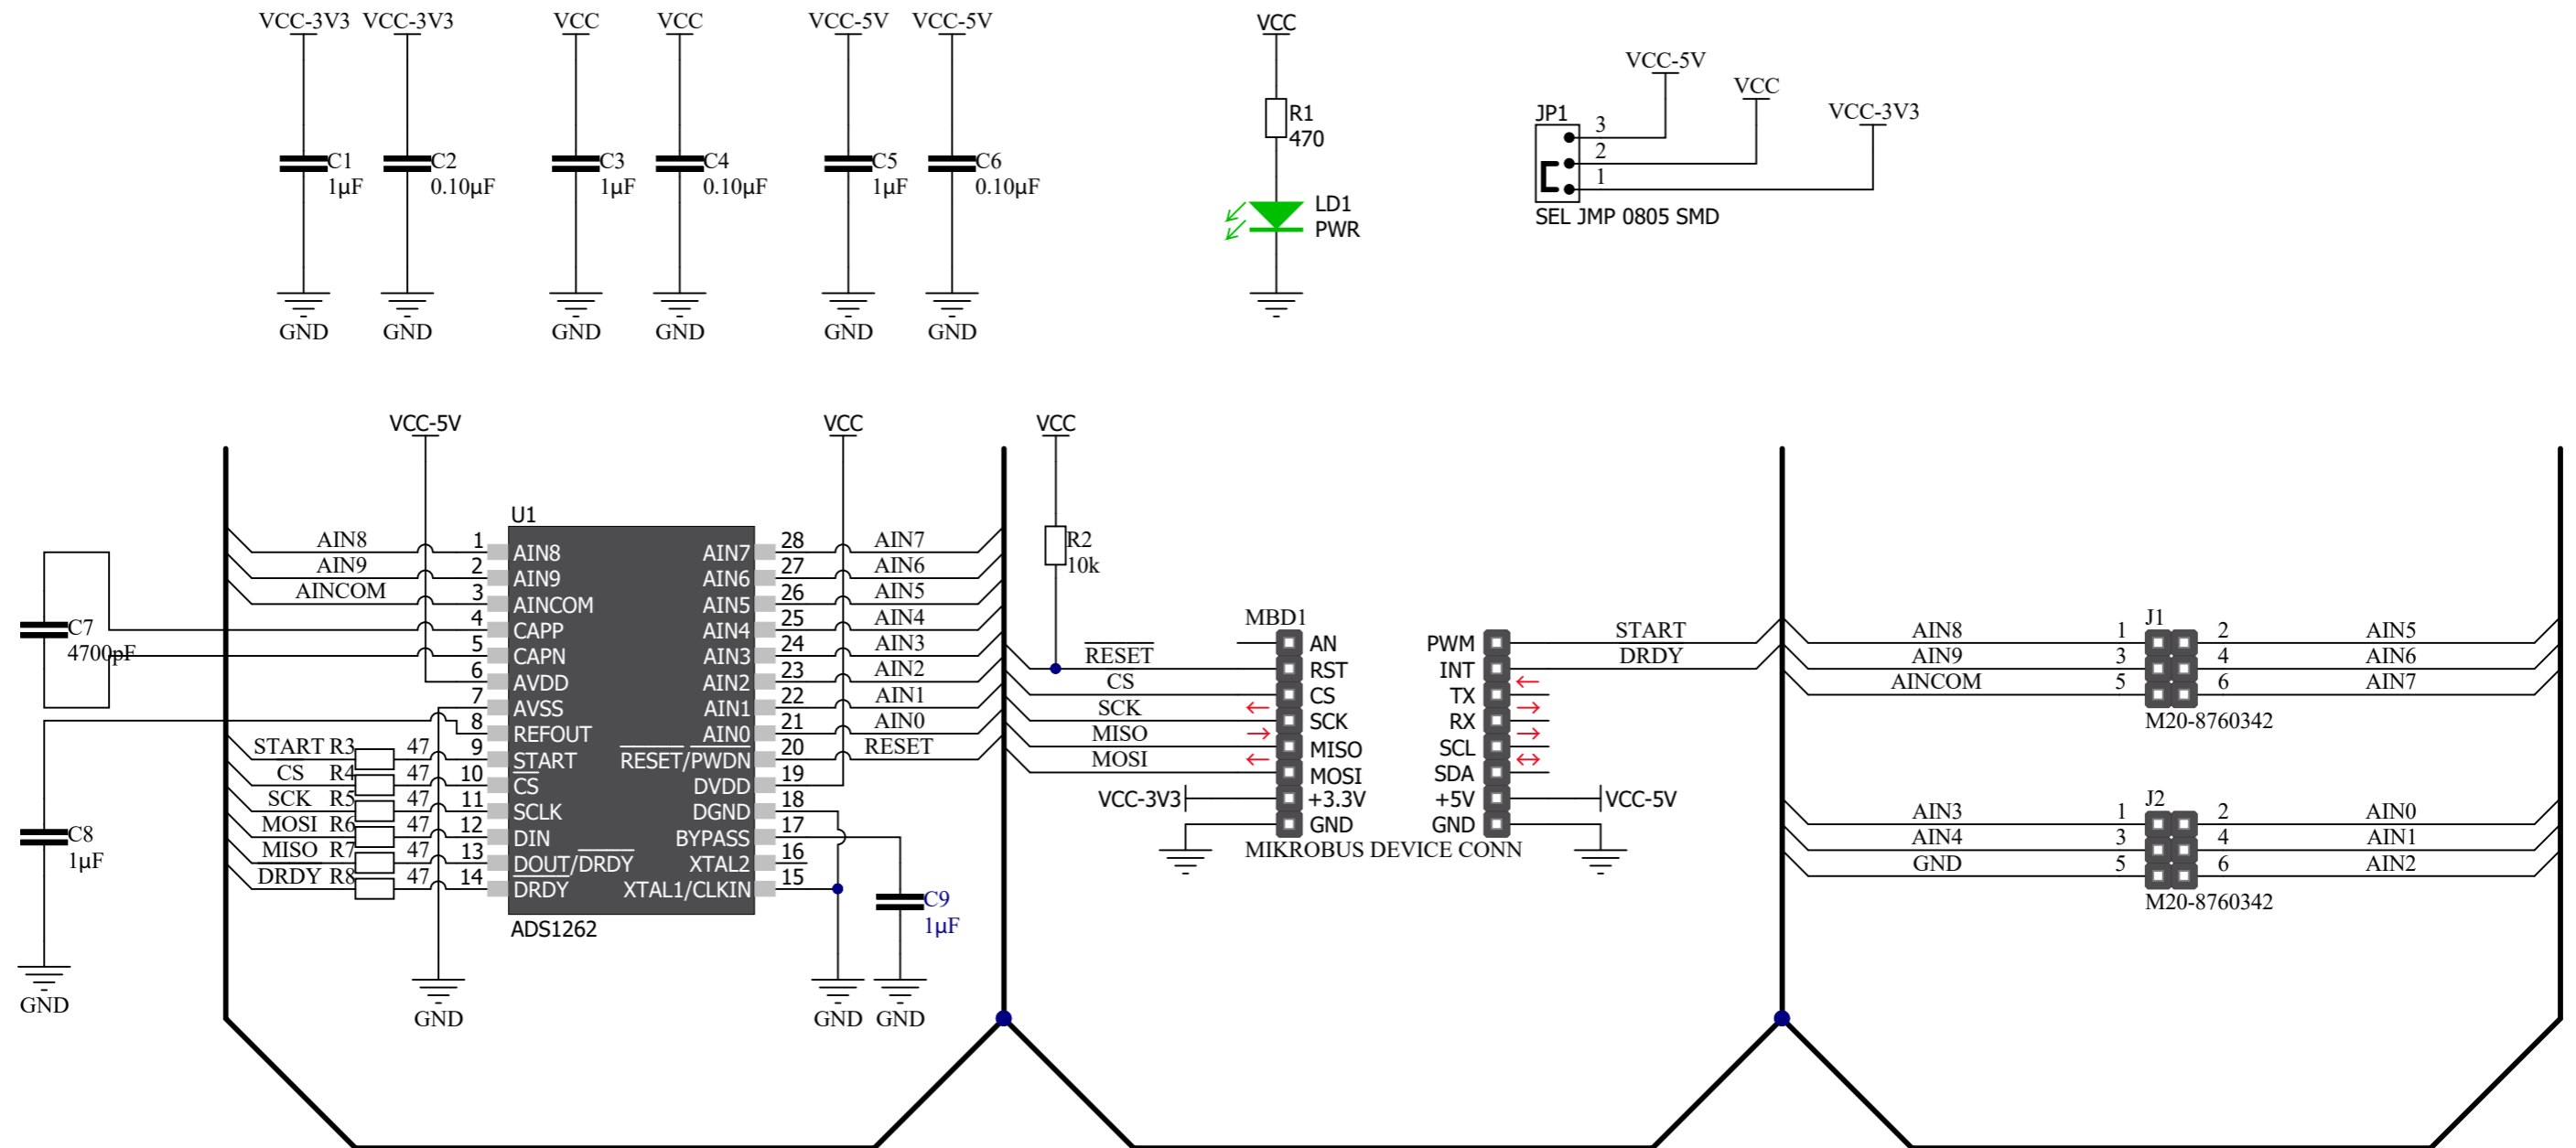 VCC-3V3 VCC-3V3 VCC VCC VCC-5V VCC-5V VCC
VCC-5V VCC VCC-3V3
C1 1µF
C2 0.10µF
C3 1µF
C4 0.10µF
C5 1µF
C6 0.10µF
R1 470
LD1 PWR
JP1
3
2
1
SEL JMP 0805 SMD
GND GND GND GND GND GND
VCC-5V VCC VCC
U1
AIN8 1 AIN8 AIN7 28 AIN7
AIN9 2 AIN9 AIN6 27 AIN6
AINCOM 3 AINCOM AIN5 26 AIN5
4 CAPP AIN4 25 AIN4
5 CAPN AIN3 24 AIN3
6 AVDD AIN2 23 AIN2
7 AVSS AIN1 22 AIN1
8 REFOUT AIN0 21 AIN0
START R3 47 9 START RESET/PWDN 20 RESET
CS R4 47 10 CS DVDD 19
SCK R5 47 11 SCLK DGND 18
MOSI R6 47 12 DIN BYPASS 17
MISO R7 47 13 DOUT/DRDY XTAL2 16
DRDY R8 47 14 DRDY XTAL1/CLKIN 15
ADS1262
C7
4700pF
C8
1µF
C9
1µF
GND GND GND GND
R2
10k
MBD1
AN PWM START
RESET RST INT DRDY
CS CS TX
SCK SCK RX
MISO MISO SCL
MOSI MOSI SDA
VCC-3V3 +3.3V +5V VCC-5V
GND GND
MIKROBUS DEVICE CONN
J1
AIN8 1 2 AIN5
AIN9 3 4 AIN6
AINCOM 5 6 AIN7
M20-8760342
J2
AIN3 1 2 AIN0
AIN4 3 4 AIN1
GND 5 6 AIN2
M20-8760342